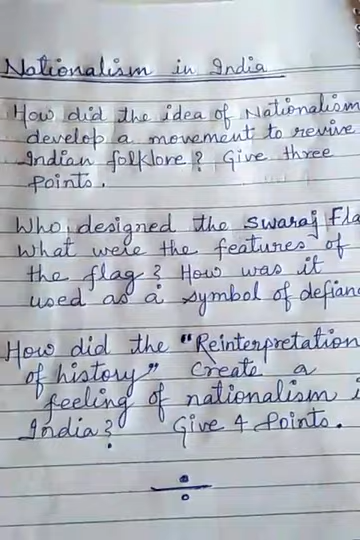 Nationalism in India
How did the idea of Nationalism
develop a movement to revive
Indian folklore? Give three
points.
Who designed the Swaraj Fla
What were the features of
the flag? How was it
used as a symbol of defian
How did the "Reinterpretation
of history" create a
feeling of nationalism i
India? Give 4 points.